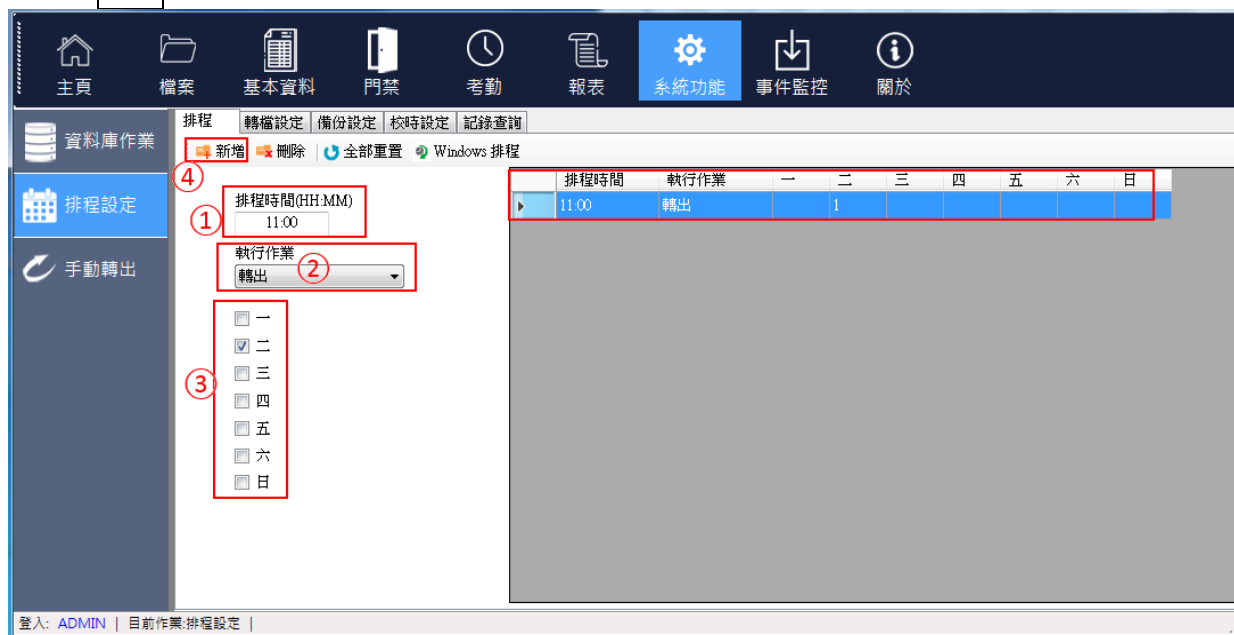 主頁 檔案 基本資料 門禁 考勤 報表 系統功能 事件監控 關於
資料庫作業
排程設定
手動轉出
排程 轉檔設定 備份設定 校時設定 記錄查詢
新增 刪除 全部重置 Windows 排程
④
① 排程時間(HH:MM)
11:00
執行作業
② 轉出
③
一
二
三
四
五
六
日
排程時間 執行作業 一 二 三 四 五 六 日
11:00 轉出 1
登入: ADMIN | 目前作業:排程設定 |